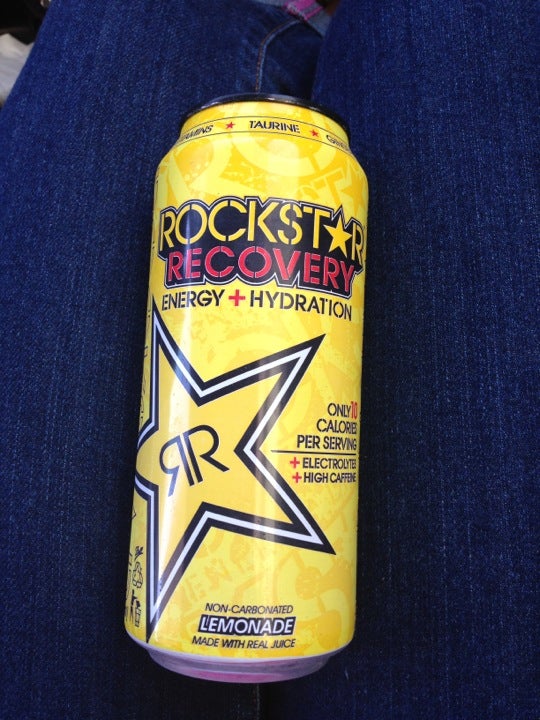 TAURINE
ROCKSTAR
RECOVERY
ENERGY + HYDRATION
ONLY 10
CALORIES
PER SERVING
+ ELECTROLYTES
+ HIGH CAFFEINE
RR
NON-CARBONATED
LEMONADE
MADE WITH REAL JUICE